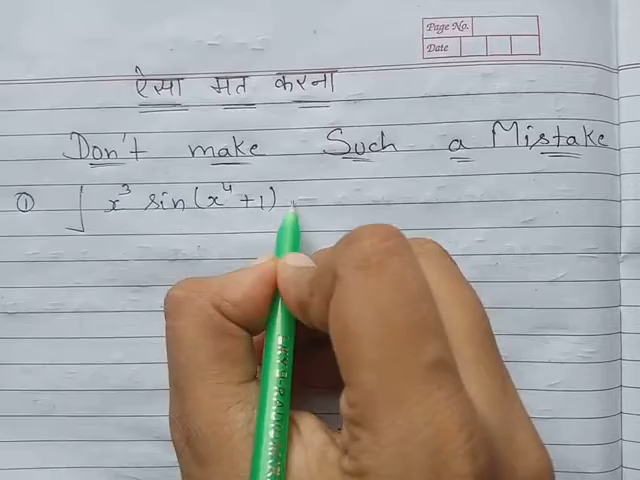 Page No.
Date
ऐसा मत करना
Don't make Such a Mistake
① ∫ x³ sin(x⁴+1)